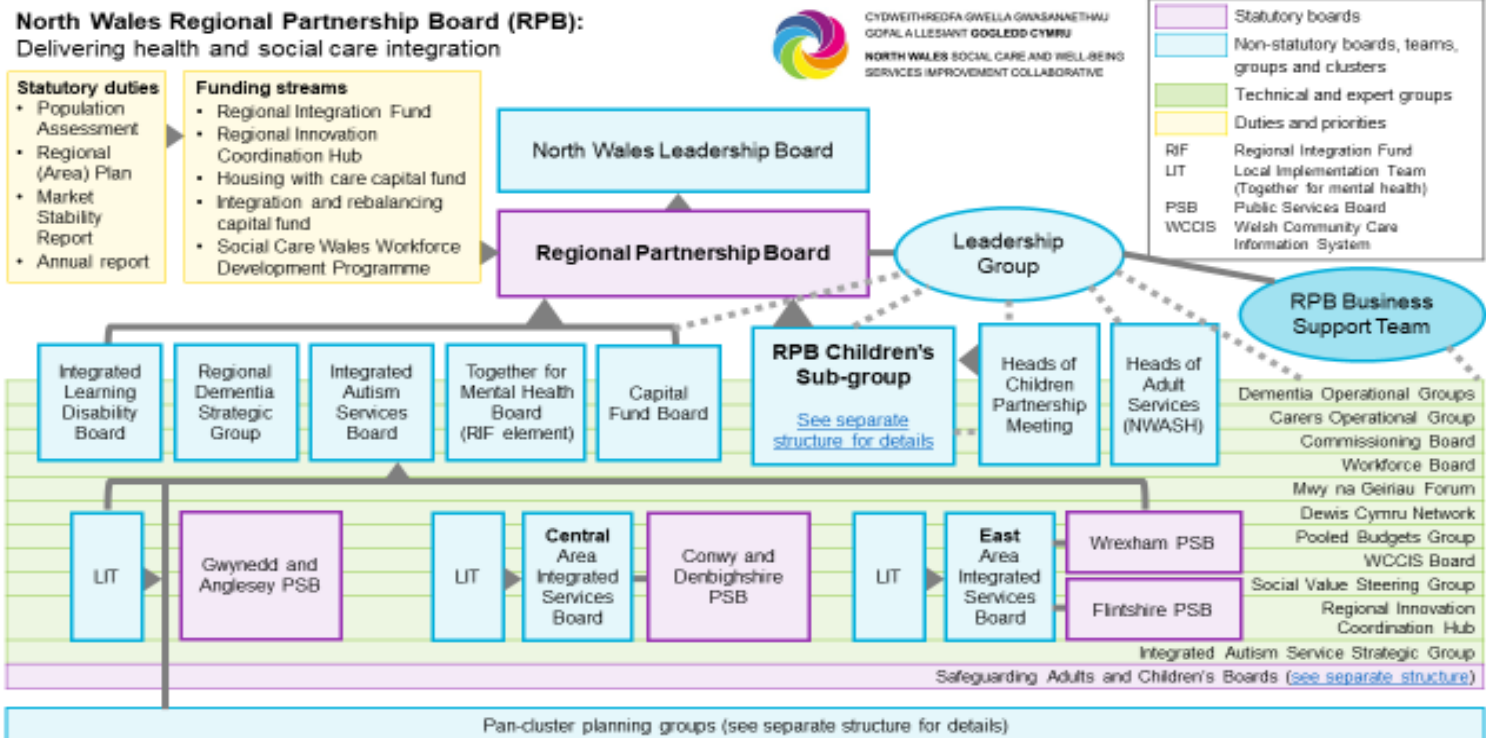 North Wales Regional Partnership Board (RPB):
Delivering health and social care integration
CYDWEITHREDFA GWELLA GWASANAETHAU
GOFAL A LLESIANT GOGLEDD CYMRU
NORTH WALES SOCIAL CARE AND WELL-BEING
SERVICES IMPROVEMENT COLLABORATIVE
Statutory boards
Non-statutory boards, teams,
groups and clusters
Technical and expert groups
Duties and priorities
RIF Regional Integration Fund
LIT Local Implementation Team
(Together for mental health)
PSB Public Services Board
WCCIS Welsh Community Care
Information System
Statutory duties
• Population
Assessment
• Regional
(Area) Plan
• Market
Stability
Report
• Annual report
Funding streams
• Regional Integration Fund
• Regional Innovation
Coordination Hub
• Housing with care capital fund
• Integration and rebalancing
capital fund
• Social Care Wales Workforce
Development Programme
North Wales Leadership Board
Regional Partnership Board
Leadership
Group
RPB Business
Support Team
Integrated
Learning
Disability
Board
Regional
Dementia
Strategic
Group
Integrated
Autism
Services
Board
Together for
Mental Health
Board
(RIF element)
Capital
Fund Board
RPB Children's
Sub-group
See separate
structure for details
Heads of
Children
Partnership
Meeting
Heads of
Adult
Services
(NWASH)
Dementia Operational Groups
Carers Operational Group
Commissioning Board
Workforce Board
Mwy na Geiriau Forum
Dewis Cymru Network
Pooled Budgets Group
WCCIS Board
Social Value Steering Group
Regional Innovation
Coordination Hub
Integrated Autism Service Strategic Group
LIT
Gwynedd and
Anglesey PSB
LIT
Central
Area
Integrated
Services
Board
Conwy and
Denbighshire
PSB
LIT
East
Area
Integrated
Services
Board
Wrexham PSB
Flintshire PSB
Safeguarding Adults and Children's Boards (see separate structure)
Pan-cluster planning groups (see separate structure for details)